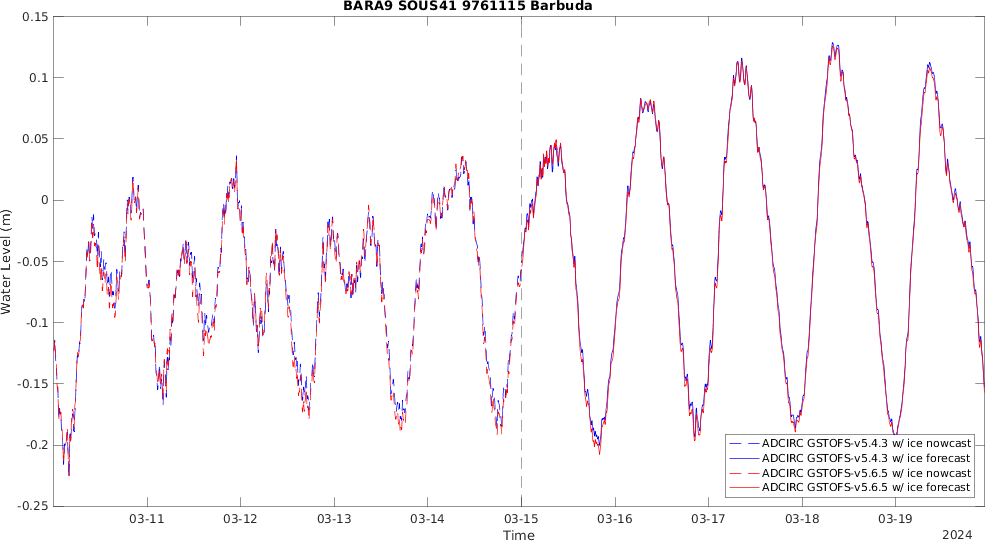 BARA9 SOUS41 9761115 Barbuda
0.15
0.1
0.05
0
-0.05
-0.1
-0.15
-0.2
-0.25
Water Level (m)
03-11 03-12 03-13 03-14 03-15 03-16 03-17 03-18 03-19
Time
2024
ADCIRC GSTOFS-v5.4.3 w/ ice nowcast
ADCIRC GSTOFS-v5.4.3 w/ ice forecast
ADCIRC GSTOFS-v5.6.5 w/ ice nowcast
ADCIRC GSTOFS-v5.6.5 w/ ice forecast